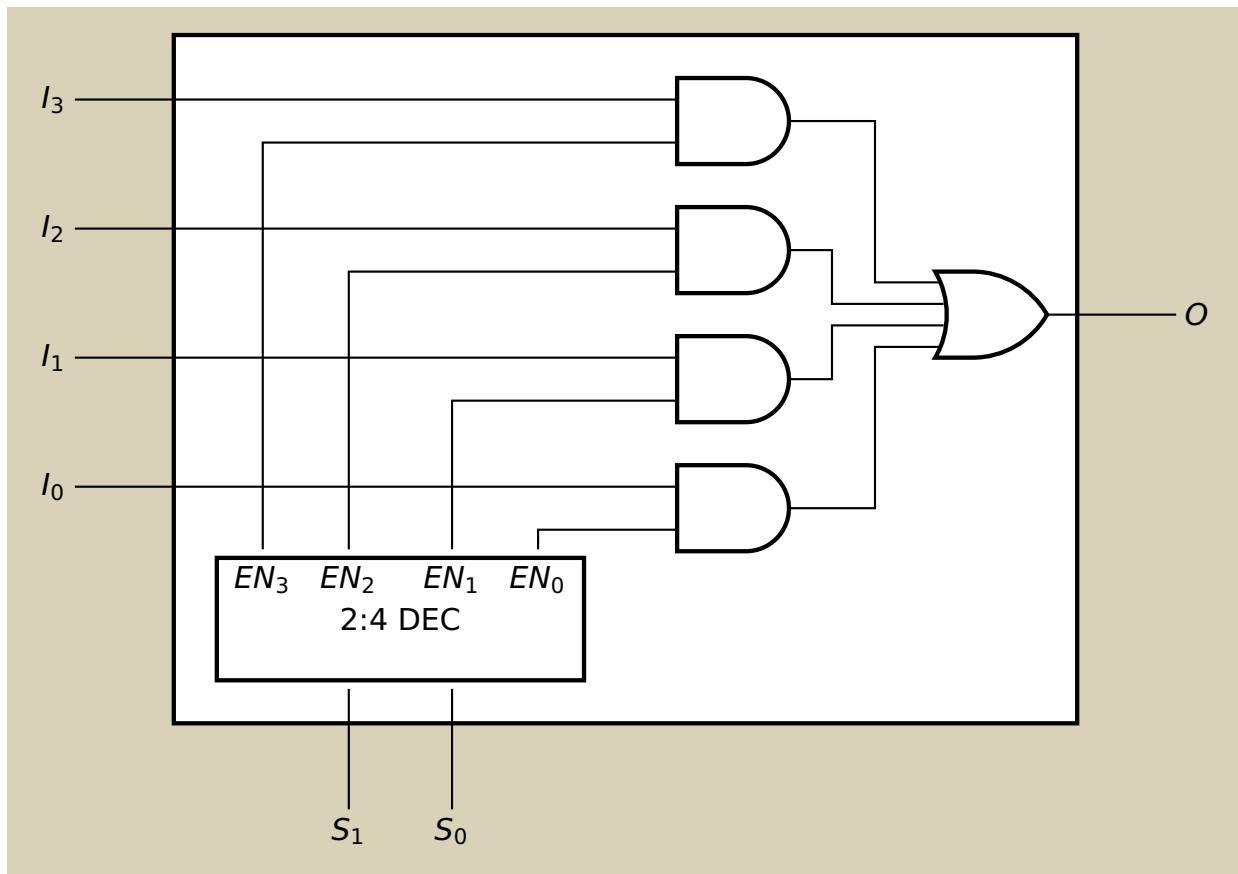 I₃
I₂
I₁
I₀
O
EN₃ EN₂ EN₁ EN₀
2:4 DEC
S₁ S₀